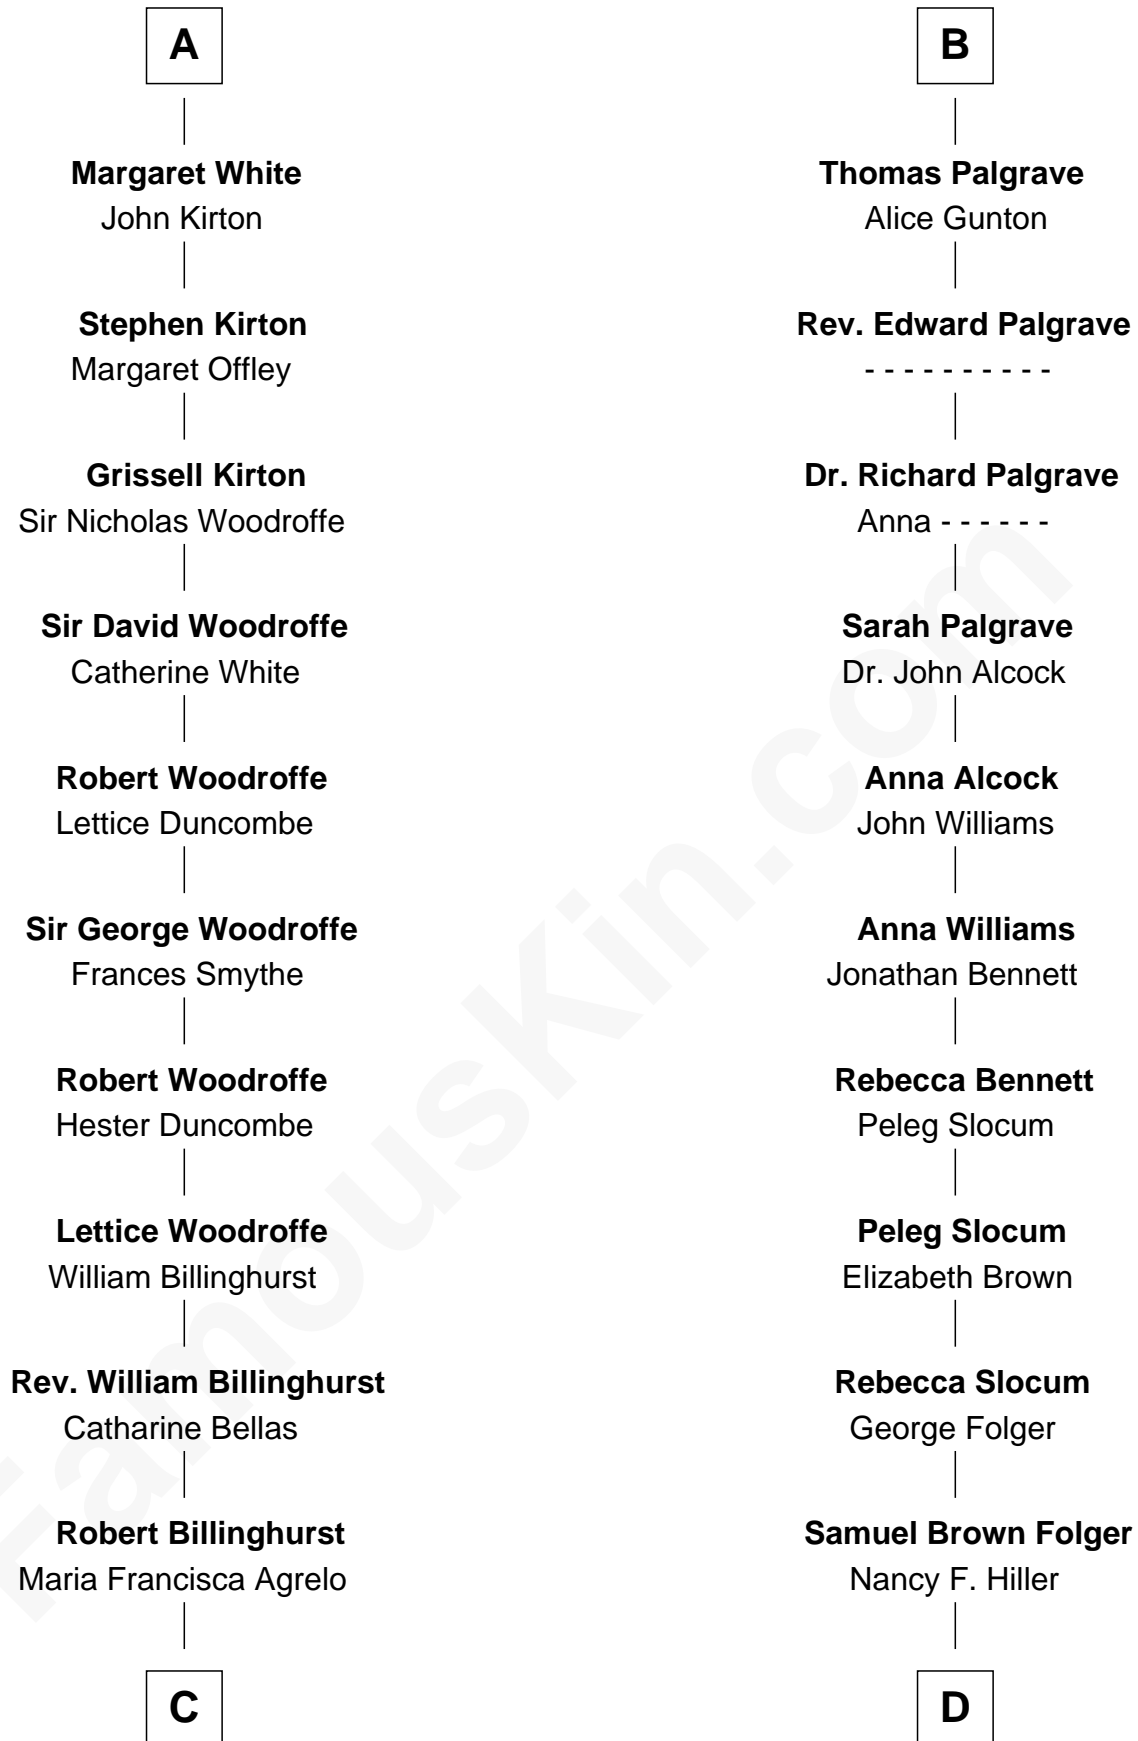 A
Margaret White
John Kirton
Stephen Kirton
Margaret Offley
Grissell Kirton
Sir Nicholas Woodroffe
Sir David Woodroffe
Catherine White
Robert Woodroffe
Lettice Duncombe
Sir George Woodroffe
Frances Smythe
Robert Woodroffe
Hester Duncombe
Lettice Woodroffe
William Billinghurst
Rev. William Billinghurst
Catharine Bellas
Robert Billinghurst
Maria Francisca Agrelo
C
B
Thomas Palgrave
Alice Gunton
Rev. Edward Palgrave
- - - - - - - - - -
Dr. Richard Palgrave
Anna - - - - - -
Sarah Palgrave
Dr. John Alcock
Anna Alcock
John Williams
Anna Williams
Jonathan Bennett
Rebecca Bennett
Peleg Slocum
Peleg Slocum
Elizabeth Brown
Rebecca Slocum
George Folger
Samuel Brown Folger
Nancy F. Hiller
D
FamousKin.com